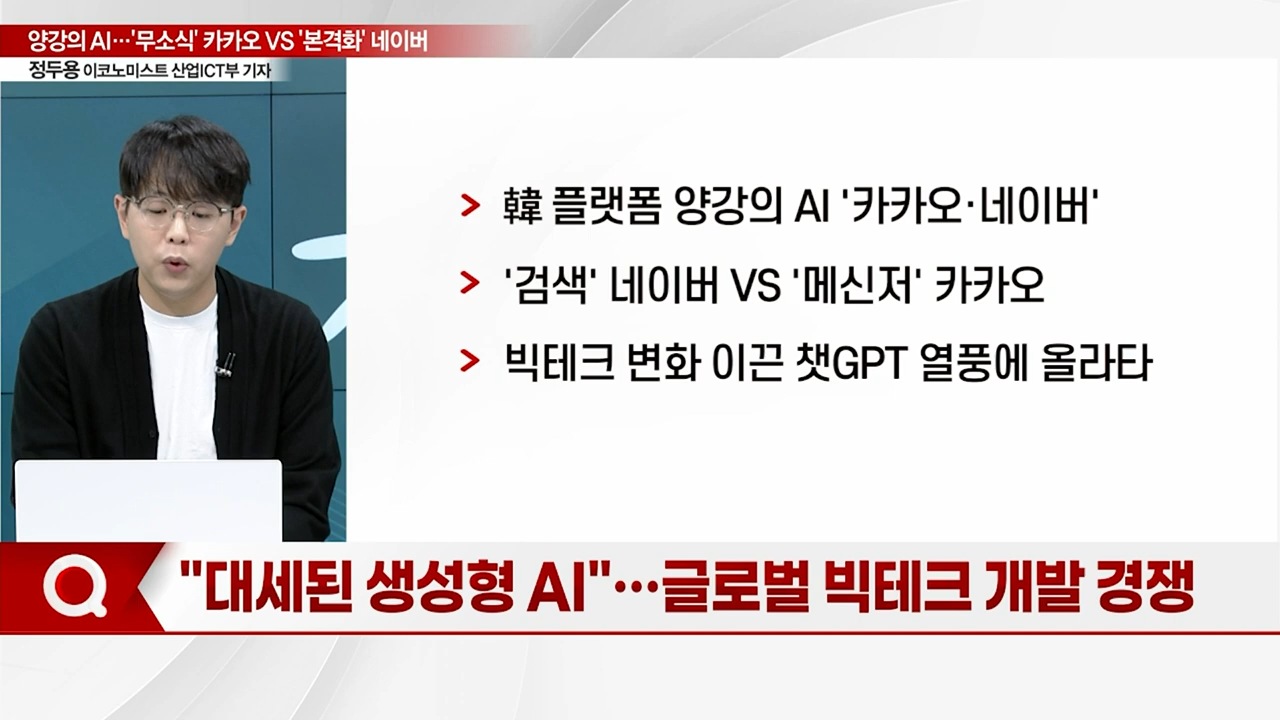 양강의 AI…'무소식' 카카오 VS '본격화' 네이버
정두용 이코노미스트 산업ICT부 기자
> 韓 플랫폼 양강의 AI '카카오·네이버'
> '검색' 네이버 VS '메신저' 카카오
> 빅테크 변화 이끈 챗GPT 열풍에 올라타
Q "대세된 생성형 AI"…글로벌 빅테크 개발 경쟁